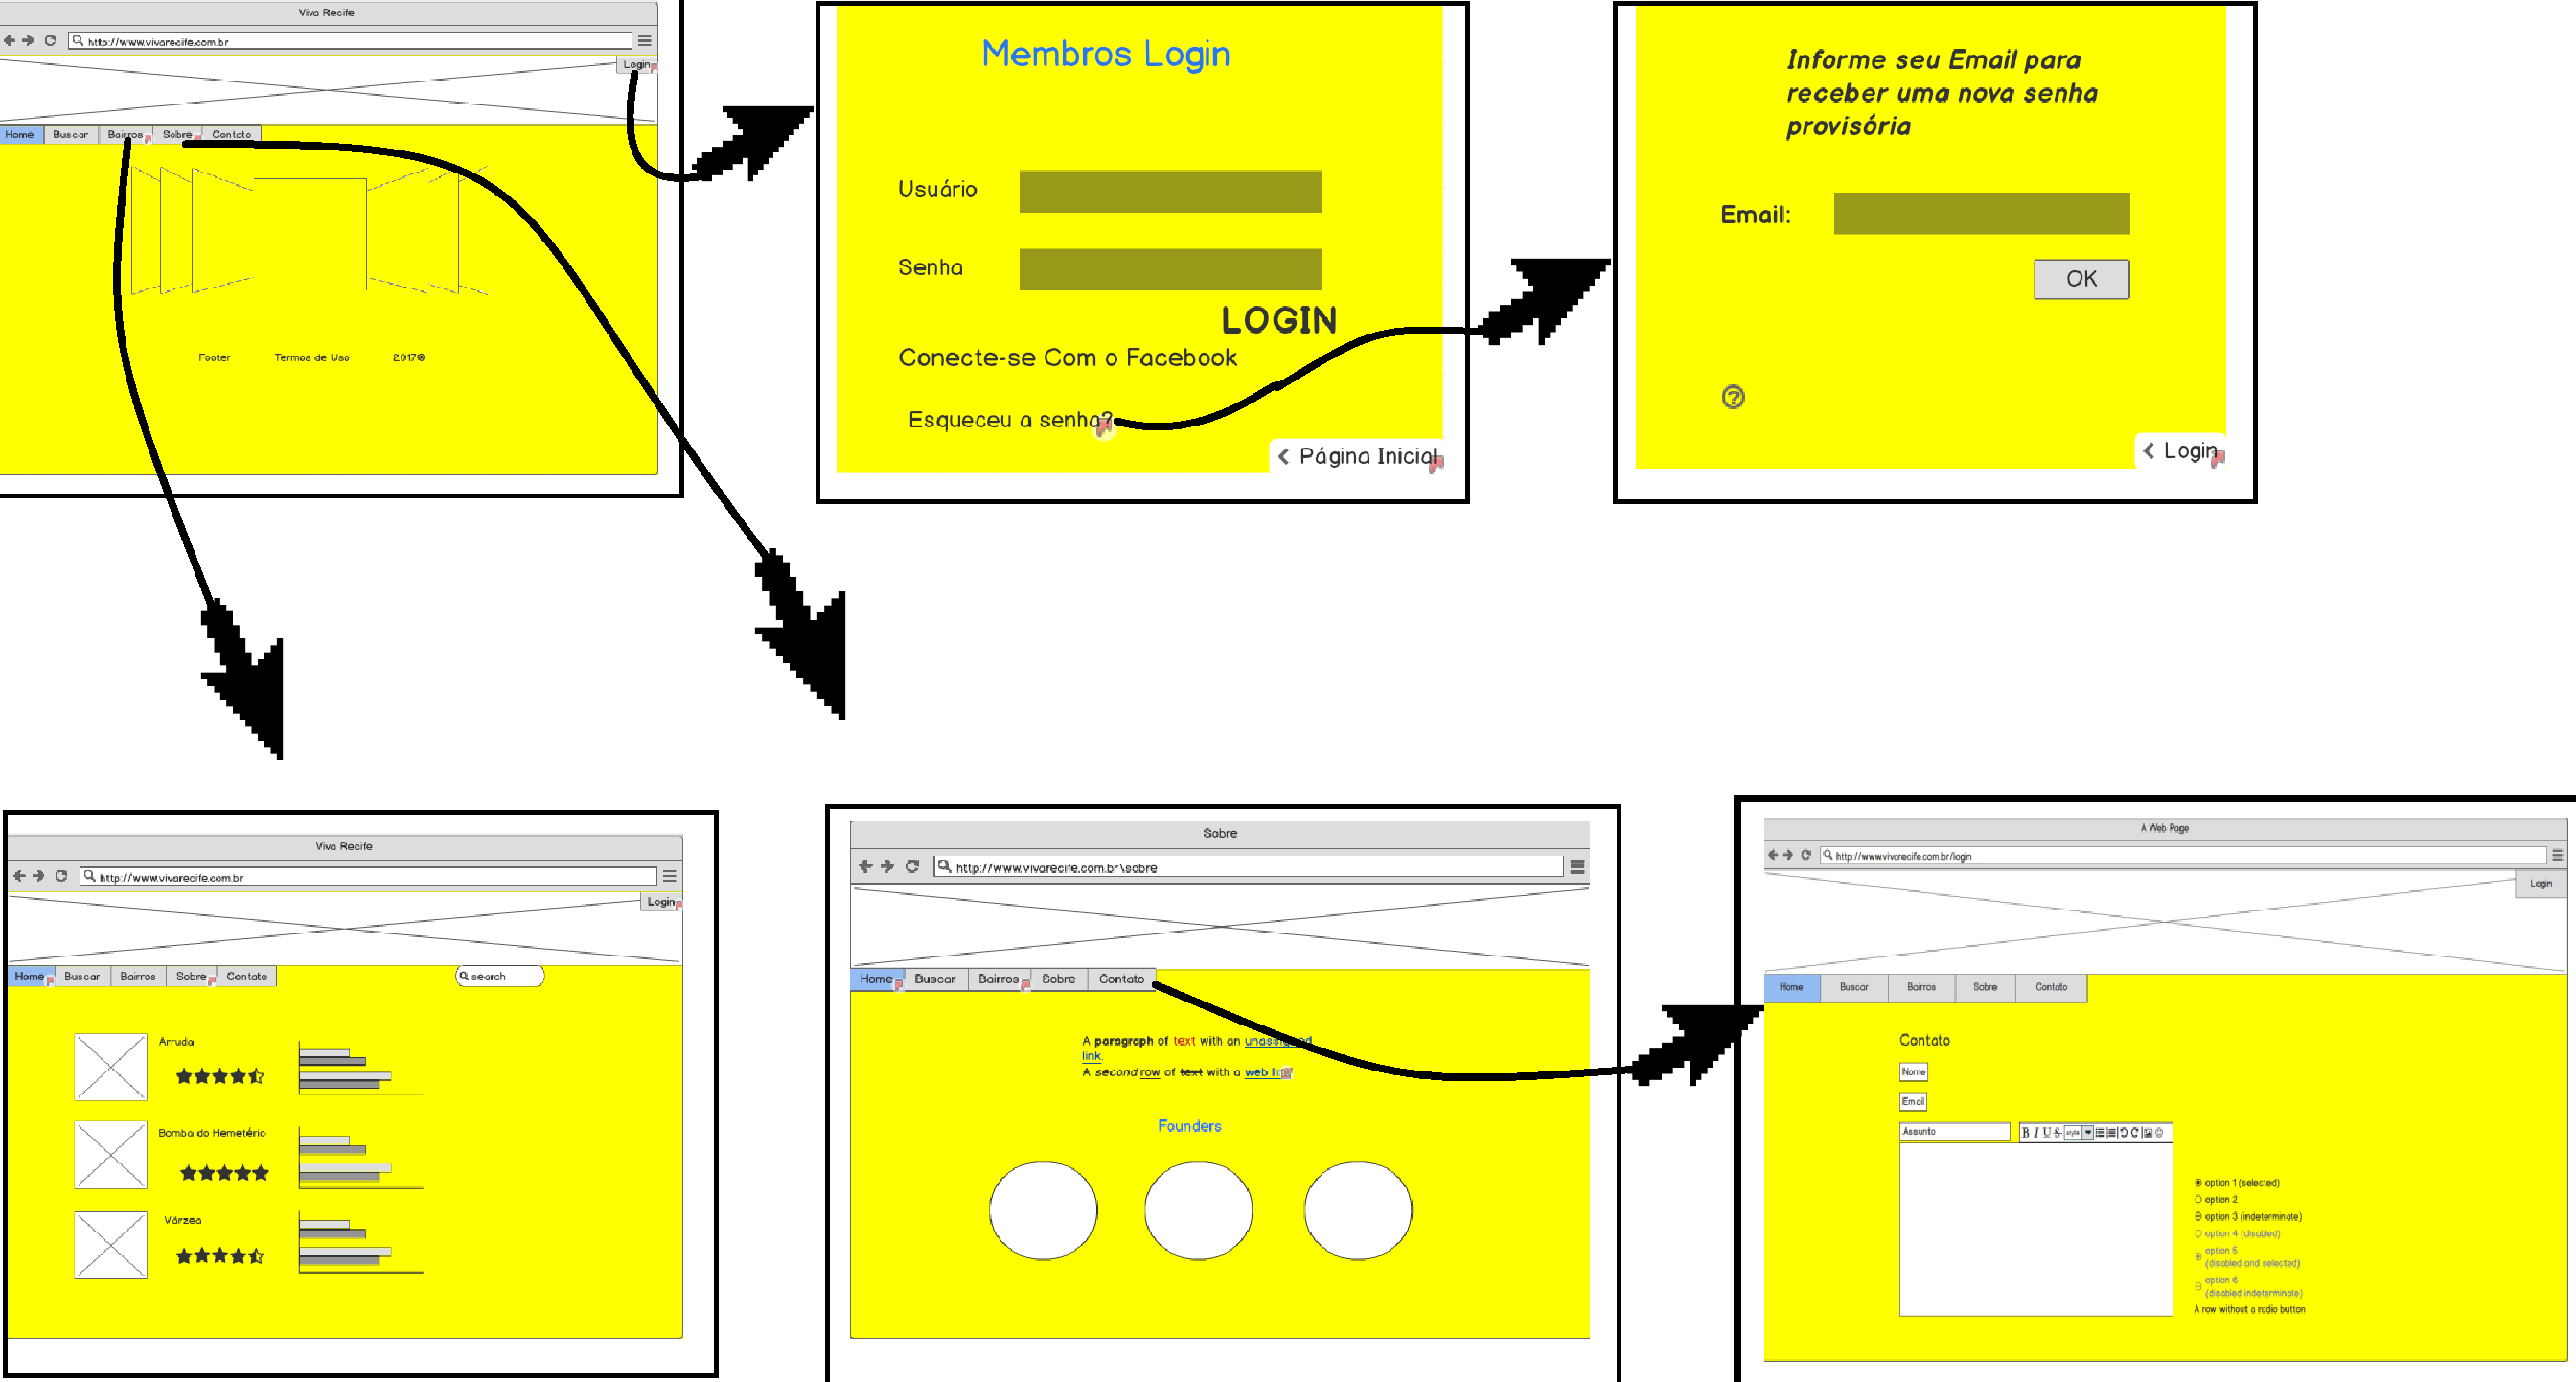 Viva Recife
http://www.vivarecife.com.br
Login
Home Buscar Bairros Sobre Contato
Footer Termos de Uso 2017®
Membros Login
Usuário
Senha
LOGIN
Conecte-se Com o Facebook
Esqueceu a senha?
Página Inicial
Informe seu Email para
receber uma nova senha
provisória
Email:
OK
?
Login
Viva Recife
http://www.vivarecife.com.br
Login
Home Buscar Bairros Sobre Contato search
Arruda
Bomba do Hemetério
Várzea
Sobre
http://www.vivarecife.com.br\sobre
Home Buscar Bairros Sobre Contato
A paragraph of text with an unassigned
link.
A second row of text with a web link
Founders
A Web Page
http://www.vivarecife.com.br/login
Login
Home Buscar Bairros Sobre Contato
Contato
Nome
Email
Assunto B I U S style
option 1 (selected)
option 2
option 3 (indeterminate)
option 4 (disabled)
option 5
(disabled and selected)
option 6
(disabled indeterminate)
A row without a radio button